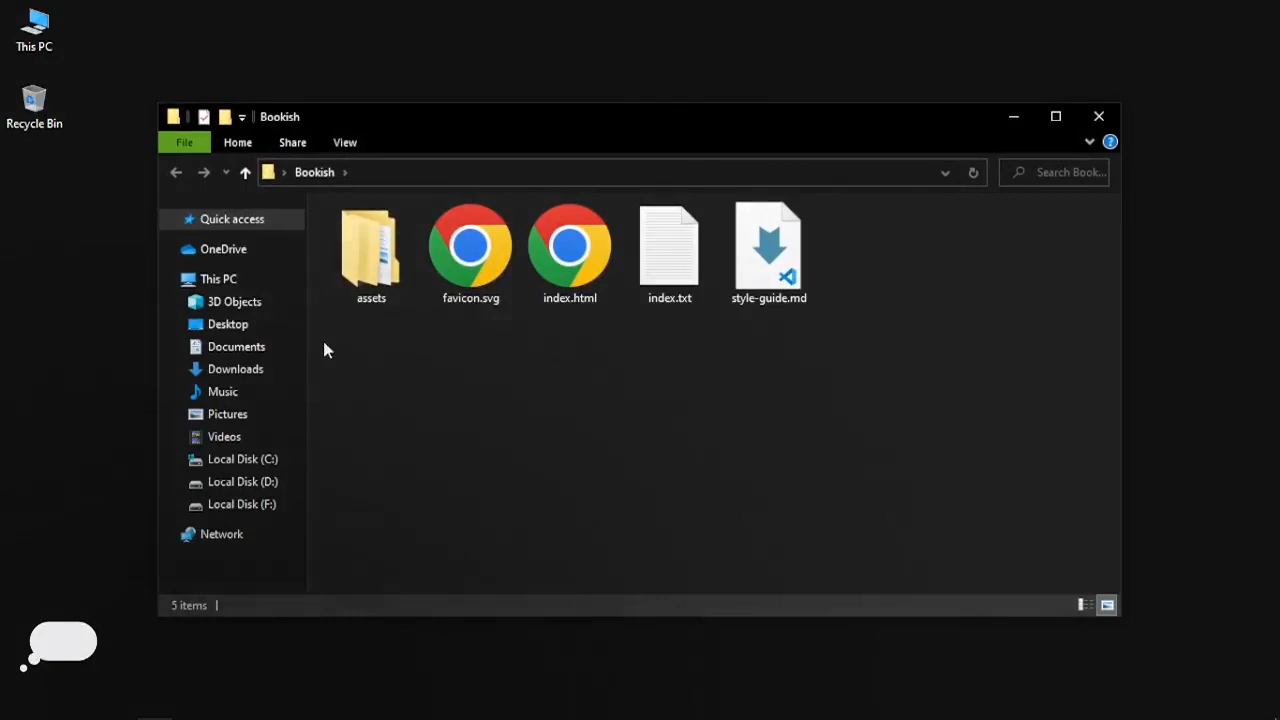 This PC
Recycle Bin
Bookish
File Home Share View
Bookish
Search Book...
Quick access
OneDrive
This PC
3D Objects
Desktop
Documents
Downloads
Music
Pictures
Videos
Local Disk (C:)
Local Disk (D:)
Local Disk (F:)
Network
assets favicon.svg index.html index.txt style-guide.md
5 items